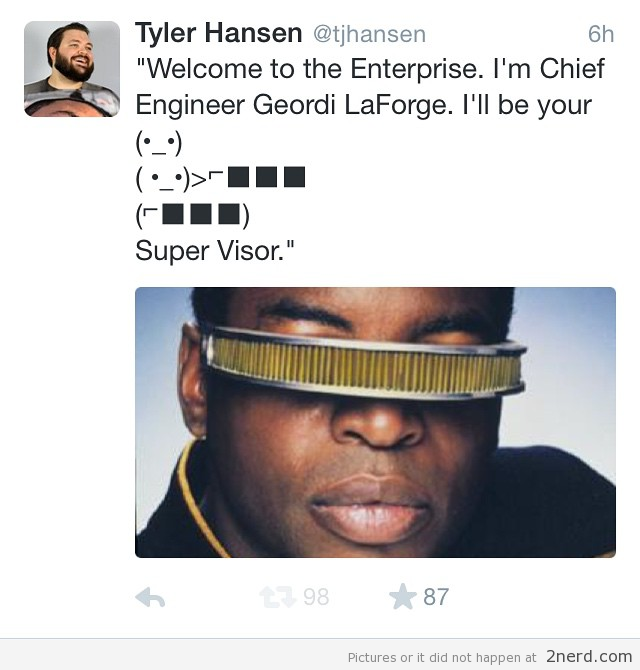 Tyler Hansen @tjhansen 6h
"Welcome to the Enterprise. I'm Chief
Engineer Geordi LaForge. I'll be your
(•_•)
( •_•)>⌐■■■
(⌐■■■)
Super Visor."
98 87
Pictures or it did not happen at 2nerd.com